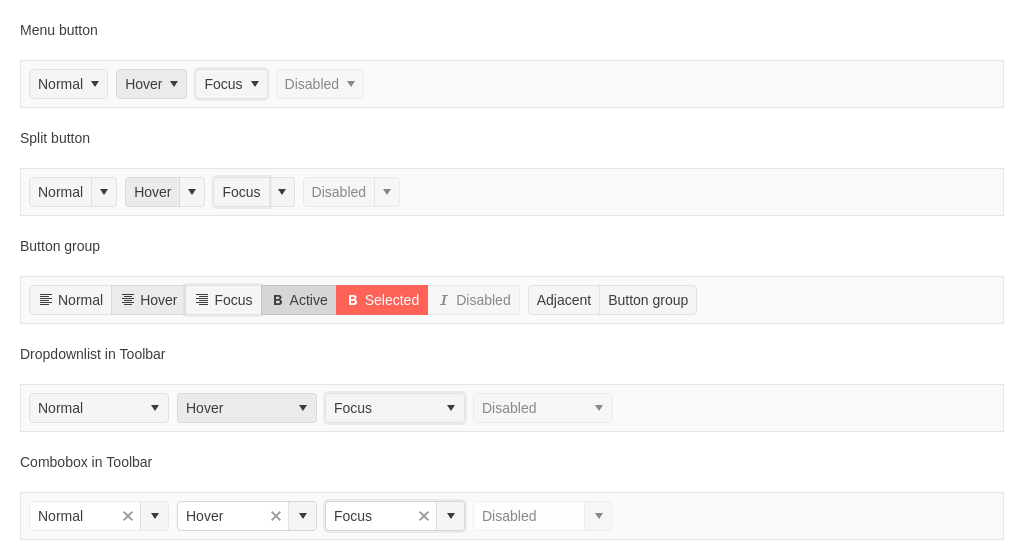 Menu button
Normal Hover Focus Disabled
Split button
Normal Hover Focus Disabled
Button group
Normal Hover Focus B Active B Selected I Disabled Adjacent Button group
Dropdownlist in Toolbar
Normal Hover Focus Disabled
Combobox in Toolbar
Normal Hover Focus Disabled